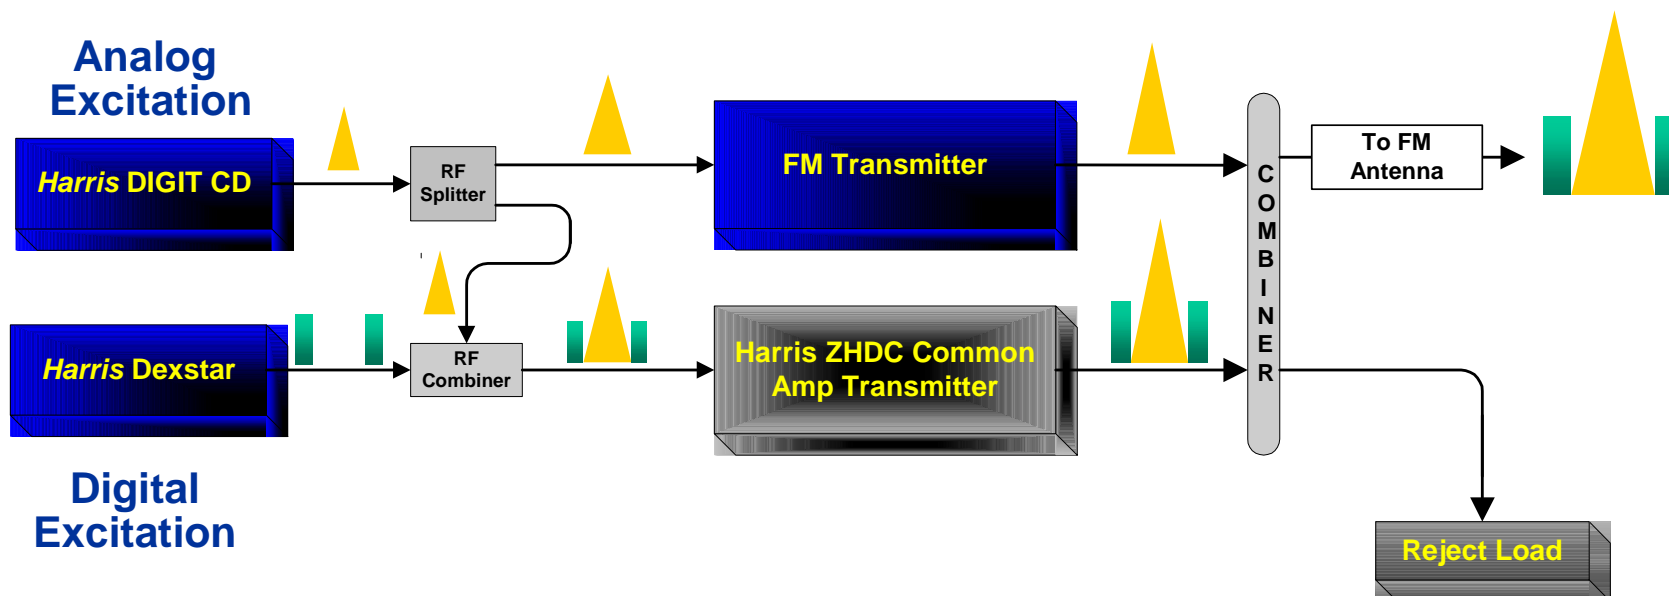 Analog
Excitation
Harris DIGIT CD
RF
Splitter
FM Transmitter
COMBINER
To FM
Antenna
Harris Dexstar
RF
Combiner
Harris ZHDC Common
Amp Transmitter
Digital
Excitation
Reject Load